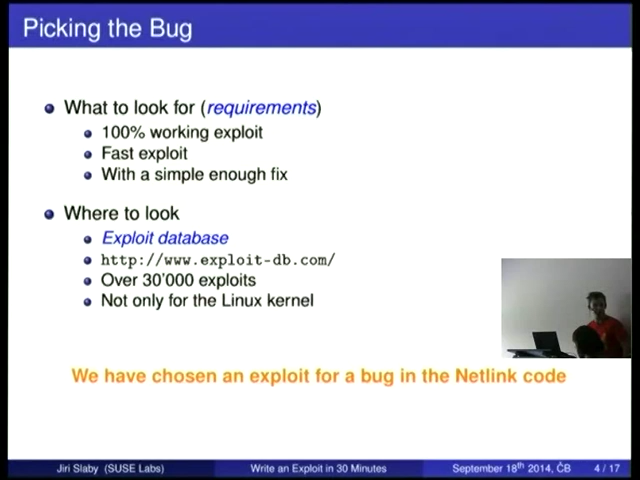 Picking the Bug
What to look for (requirements)
100% working exploit
Fast exploit
With a simple enough fix
Where to look
Exploit database
http://www.exploit-db.com/
Over 30'000 exploits
Not only for the Linux kernel
We have chosen an exploit for a bug in the Netlink code
Jiri Slaby (SUSE Labs) Write an Exploit in 30 Minutes September 18th 2014, ČB 4 / 17